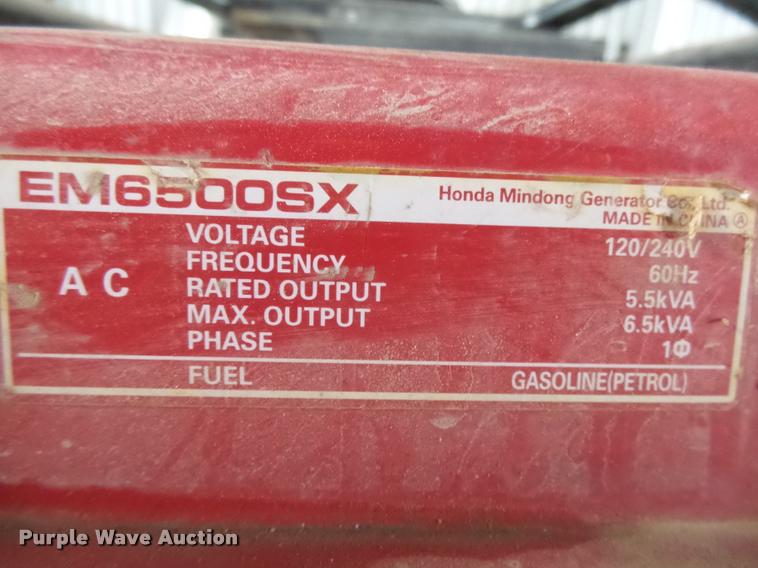 EM6500SX Honda Mindong Generator Co., Ltd.
MADE IN CHINA Ⓐ
VOLTAGE 120/240V
FREQUENCY 60Hz
AC RATED OUTPUT 5.5kVA
MAX. OUTPUT 6.5kVA
PHASE 1Φ
FUEL GASOLINE(PETROL)
Purple Wave Auction